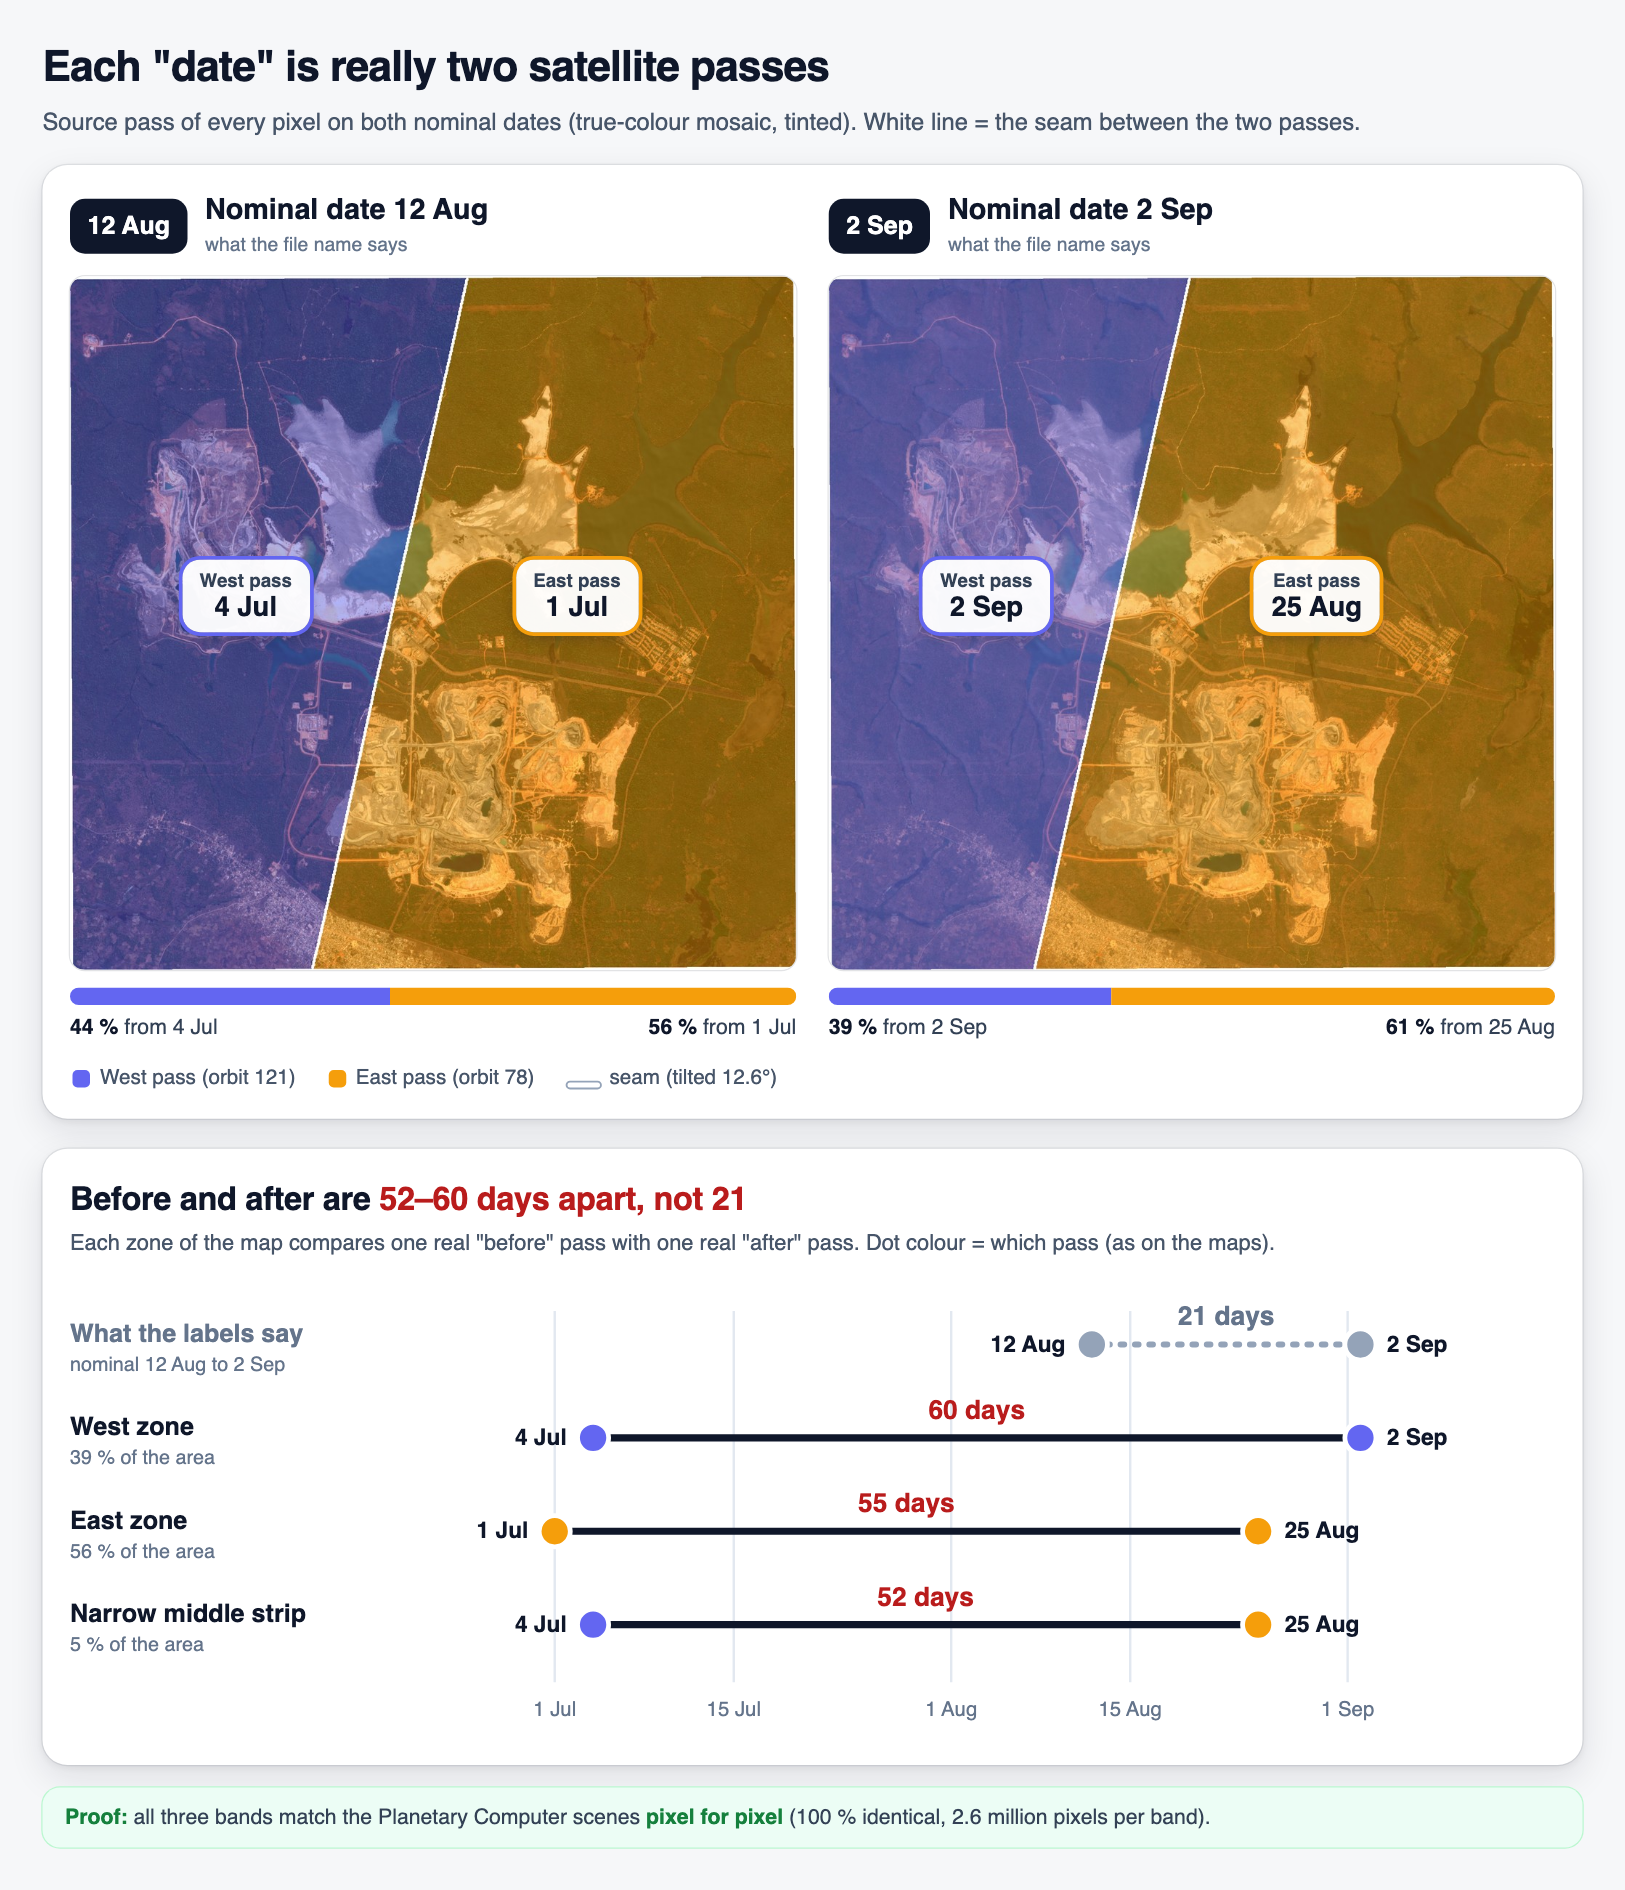 Each "date" is really two satellite passes
Source pass of every pixel on both nominal dates (true-colour mosaic, tinted). White line = the seam between the two passes.
12 Aug
Nominal date 12 Aug
what the file name says
2 Sep
Nominal date 2 Sep
what the file name says
West pass
4 Jul
East pass
1 Jul
West pass
2 Sep
East pass
25 Aug
44 % from 4 Jul
56 % from 1 Jul
39 % from 2 Sep
61 % from 25 Aug
West pass (orbit 121)
East pass (orbit 78)
seam (tilted 12.6°)
Before and after are 52–60 days apart, not 21
Each zone of the map compares one real "before" pass with one real "after" pass. Dot colour = which pass (as on the maps).
What the labels say
nominal 12 Aug to 2 Sep
12 Aug
21 days
2 Sep
West zone
39 % of the area
4 Jul
60 days
2 Sep
East zone
56 % of the area
1 Jul
55 days
25 Aug
Narrow middle strip
5 % of the area
4 Jul
52 days
25 Aug
1 Jul
15 Jul
1 Aug
15 Aug
1 Sep
Proof: all three bands match the Planetary Computer scenes pixel for pixel (100 % identical, 2.6 million pixels per band).